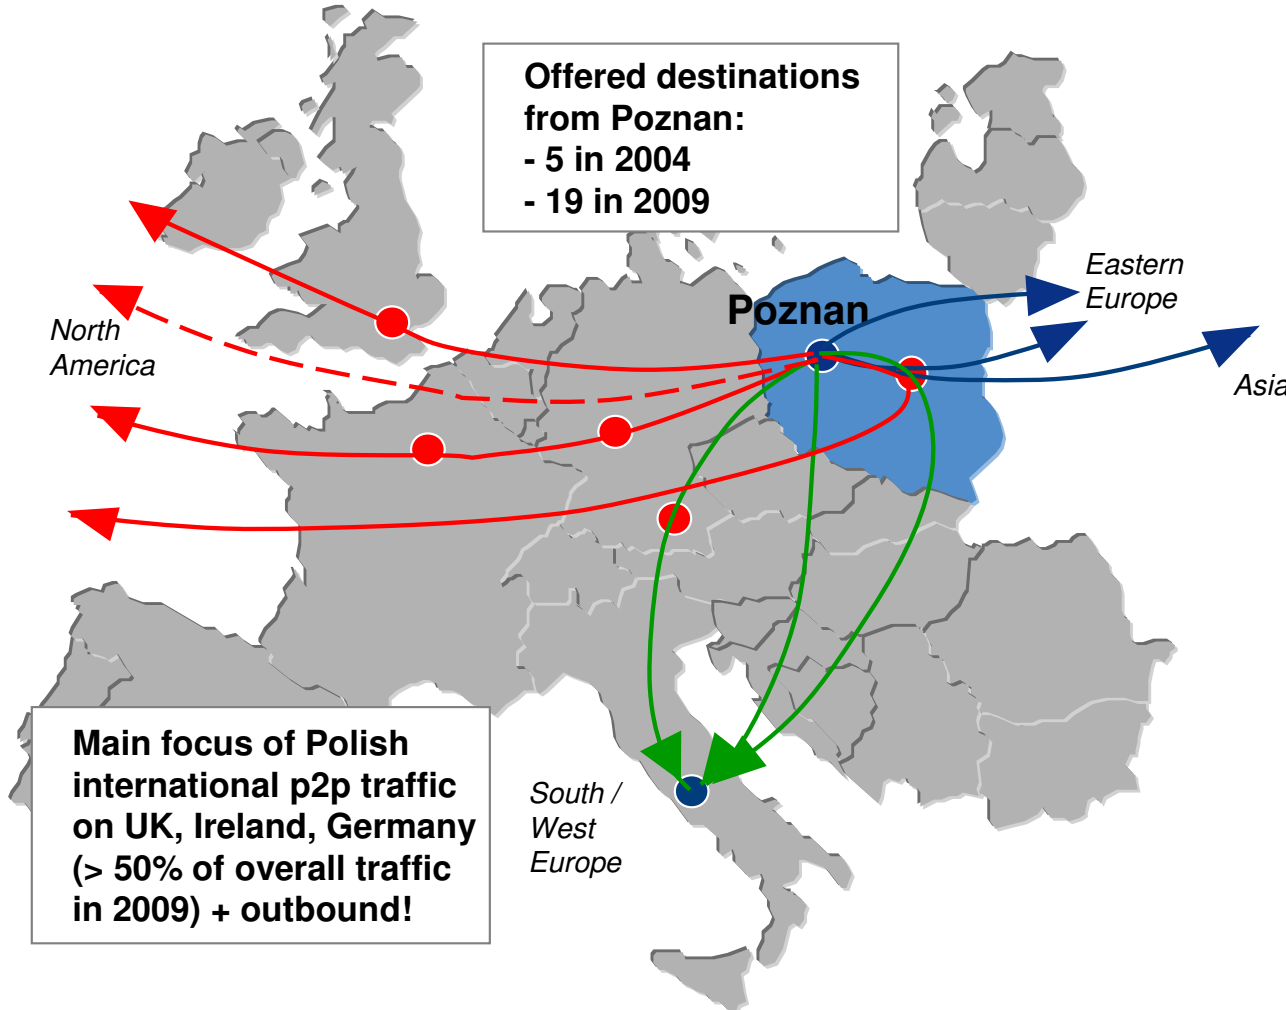 Offered destinations
from Poznan:
- 5 in 2004
- 19 in 2009
Eastern
Europe
Poznan
North
America
Asia
Main focus of Polish
international p2p traffic
on UK, Ireland, Germany
(> 50% of overall traffic
in 2009) + outbound!
South /
West
Europe